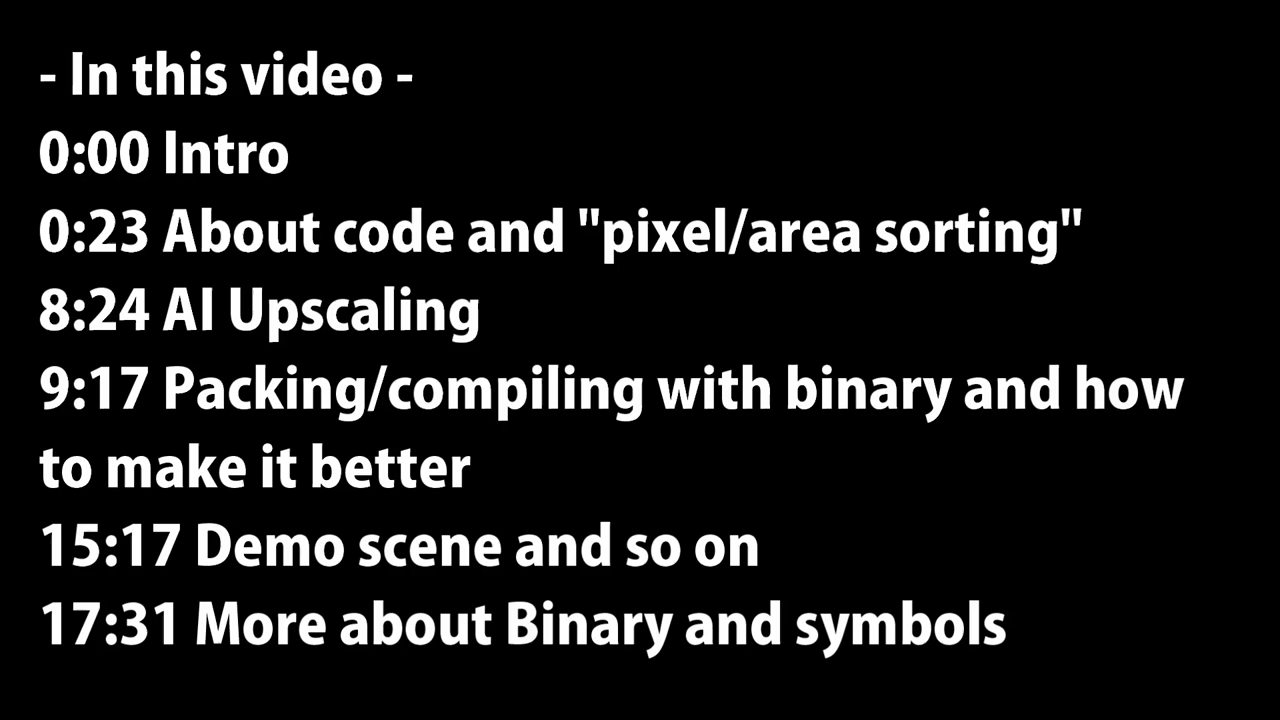 - In this video -
0:00 Intro
0:23 About code and "pixel/area sorting"
8:24 AI Upscaling
9:17 Packing/compiling with binary and how
to make it better
15:17 Demo scene and so on
17:31 More about Binary and symbols